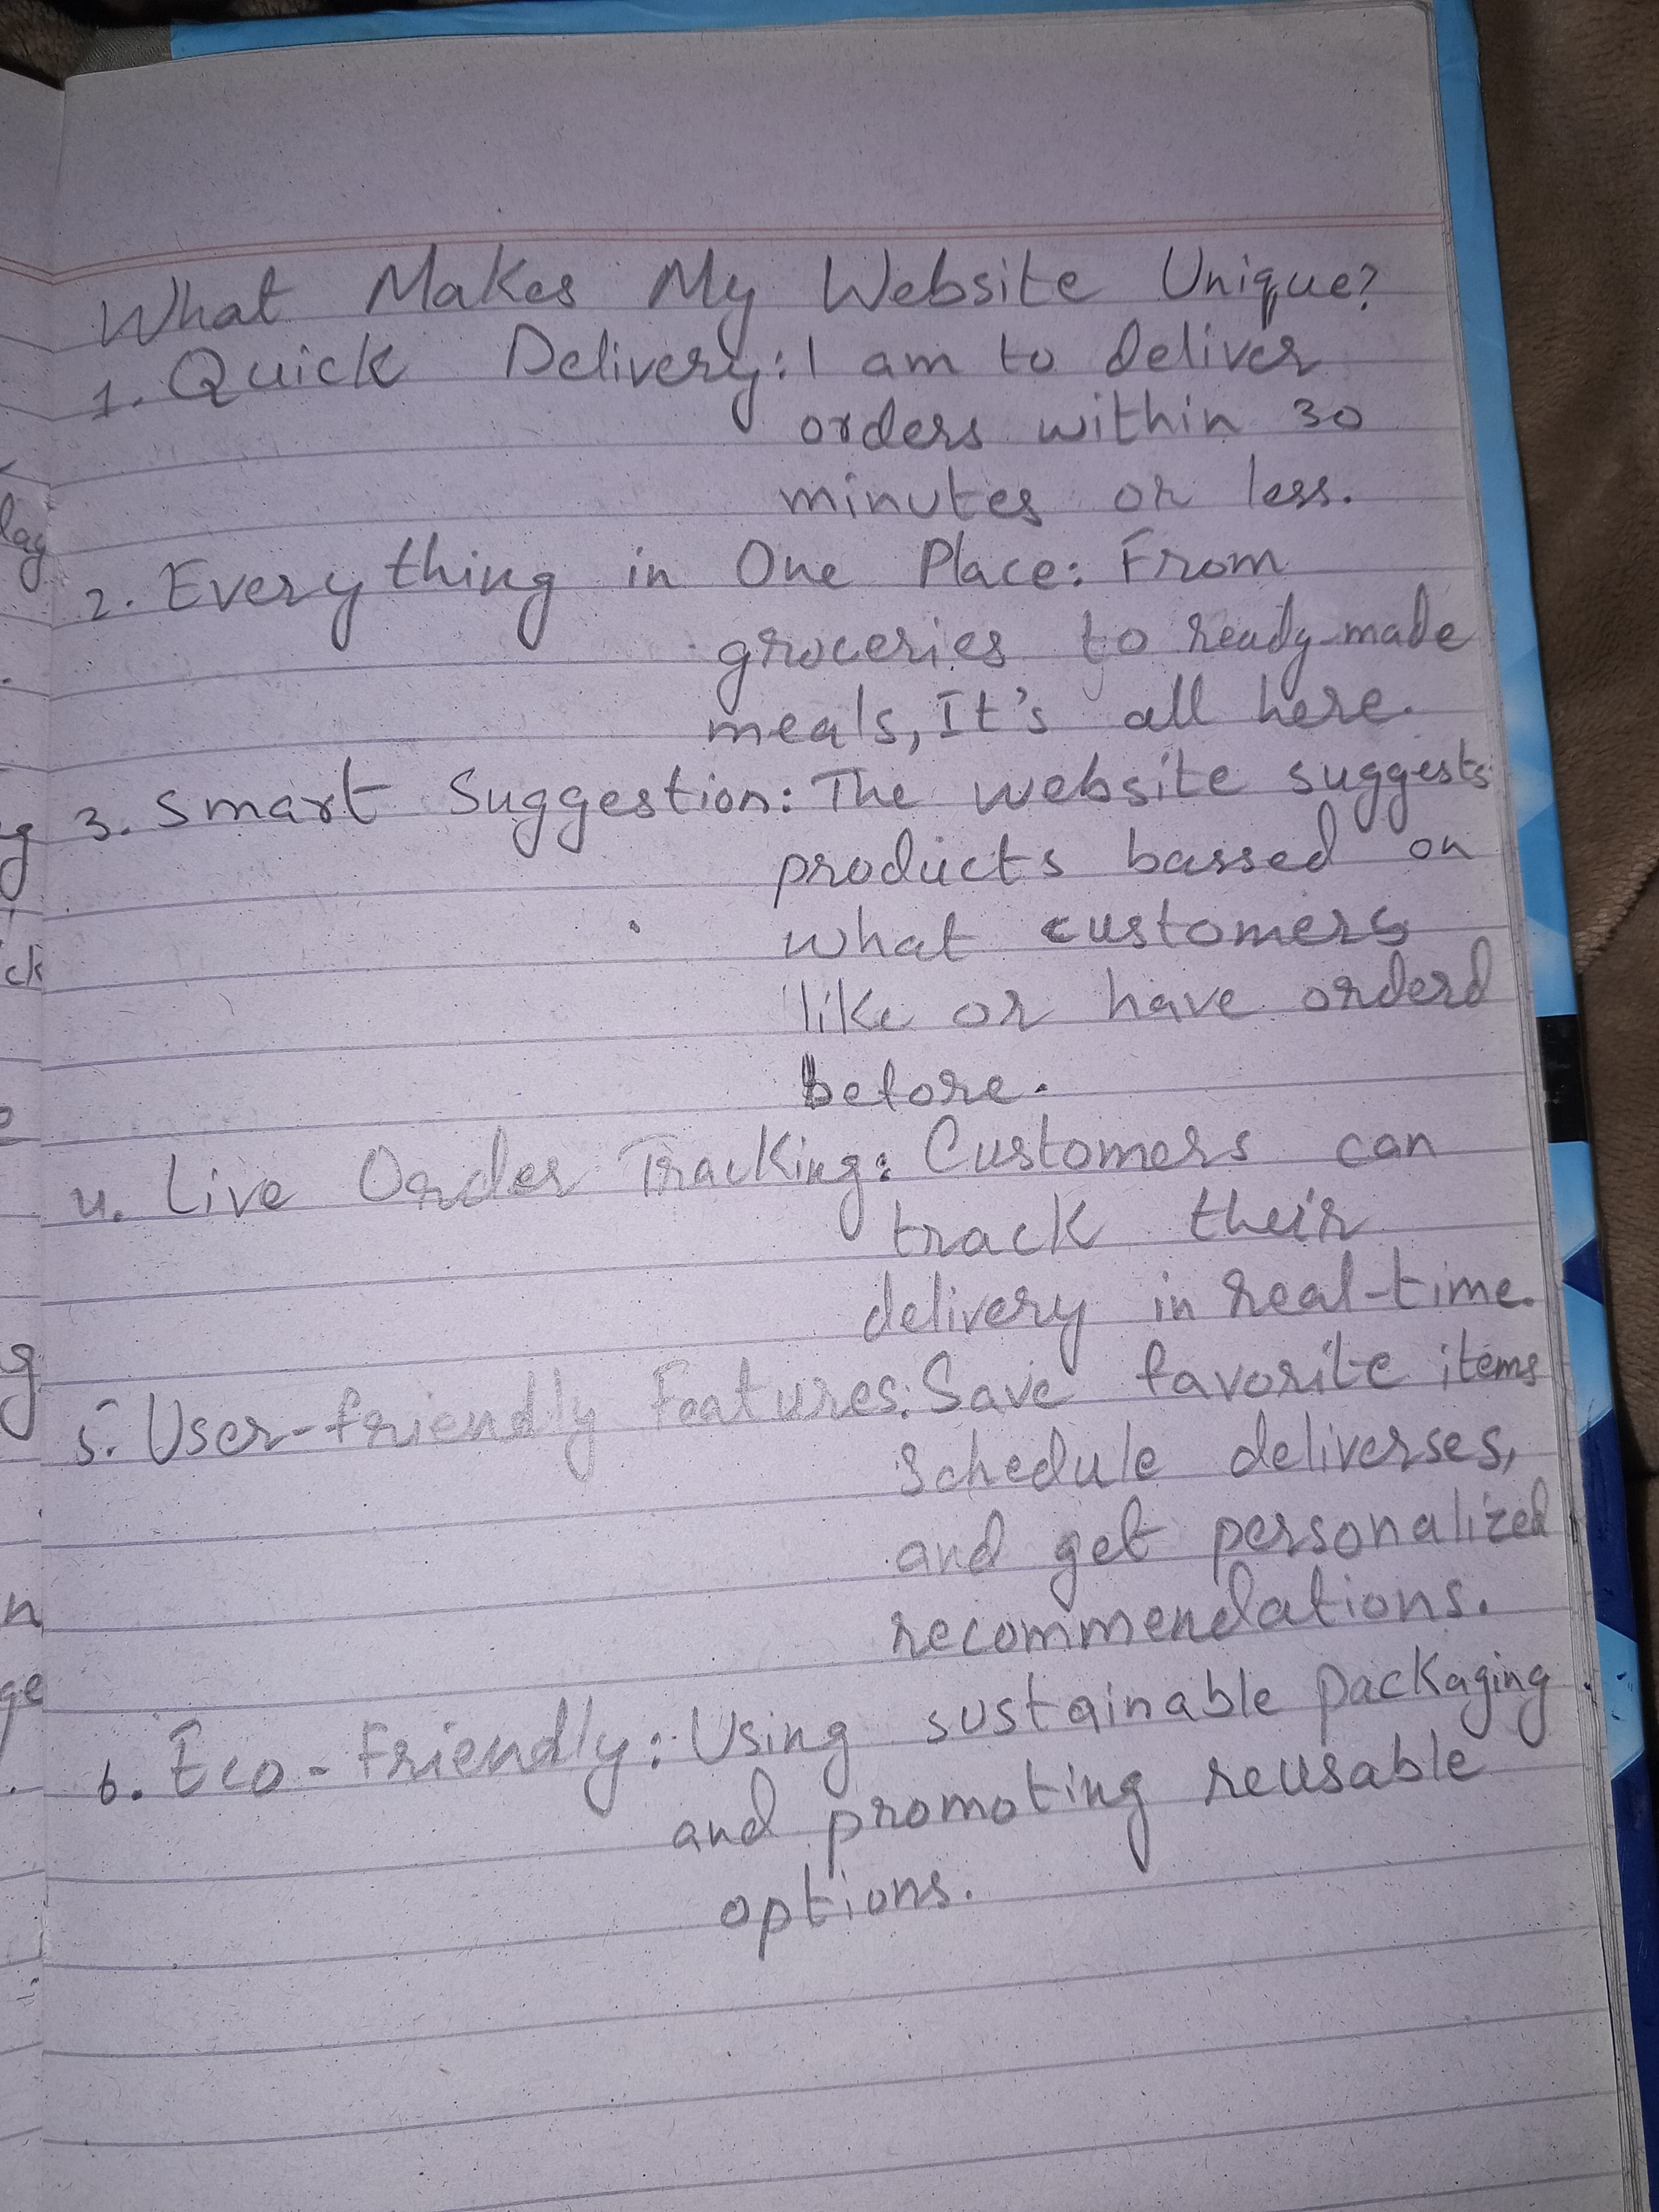 What Makes My Website Unique?
1. Quick Delivery: I am to deliver
orders within 30
minutes or less.
2. Everything in One Place: From
groceries to ready-made
meals, It's all here.
3. Smart Suggestion: The website suggests
products bassed on
what customers
like or have orderd
before.
4. Live Order Tracking: Customers can
track their
delivery in real-time.
5. User-friendly Features: Save favorite items
Schedule deliverses,
and get personalized
recommendations.
6. Eco-Friendly: Using sustainable packaging
and promoting reusable
options.